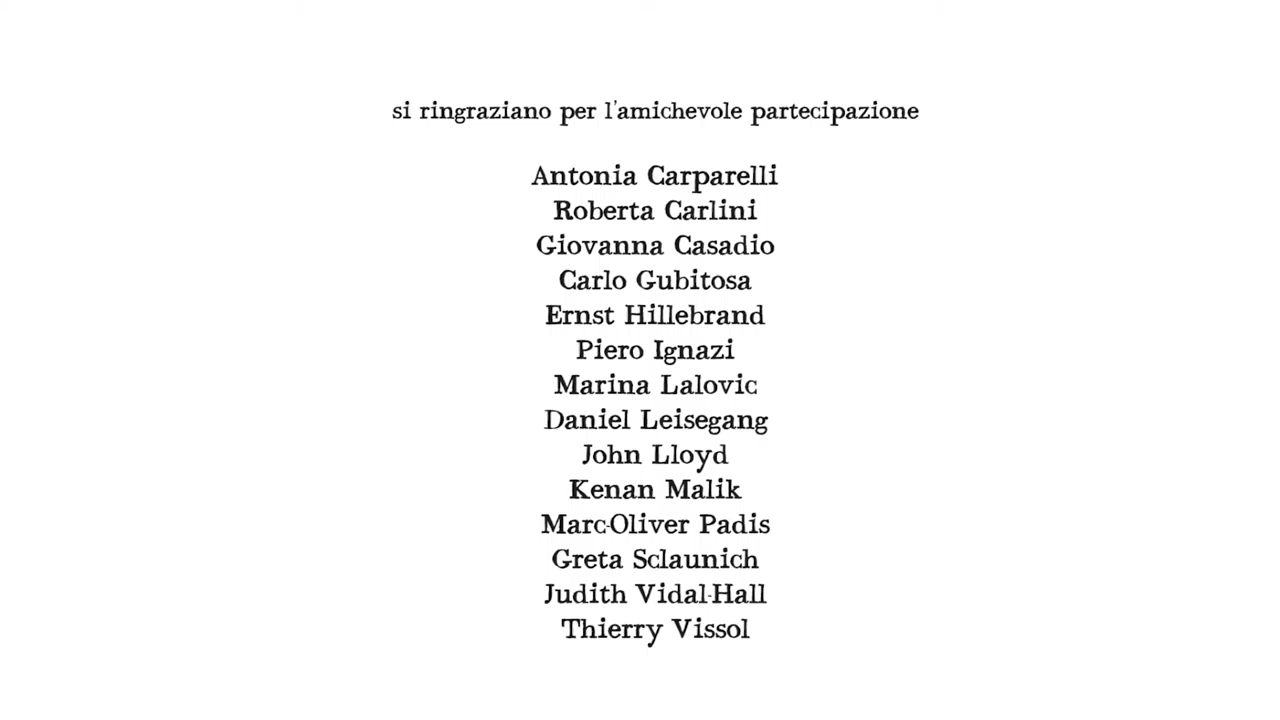 si ringraziano per l'amichevole partecipazione
Antonia Carparelli
Roberta Carlini
Giovanna Casadio
Carlo Gubitosa
Ernst Hillebrand
Piero Ignazi
Marina Lalovic
Daniel Leisegang
John Lloyd
Kenan Malik
Marc-Oliver Padis
Greta Sclaunich
Judith Vidal-Hall
Thierry Vissol